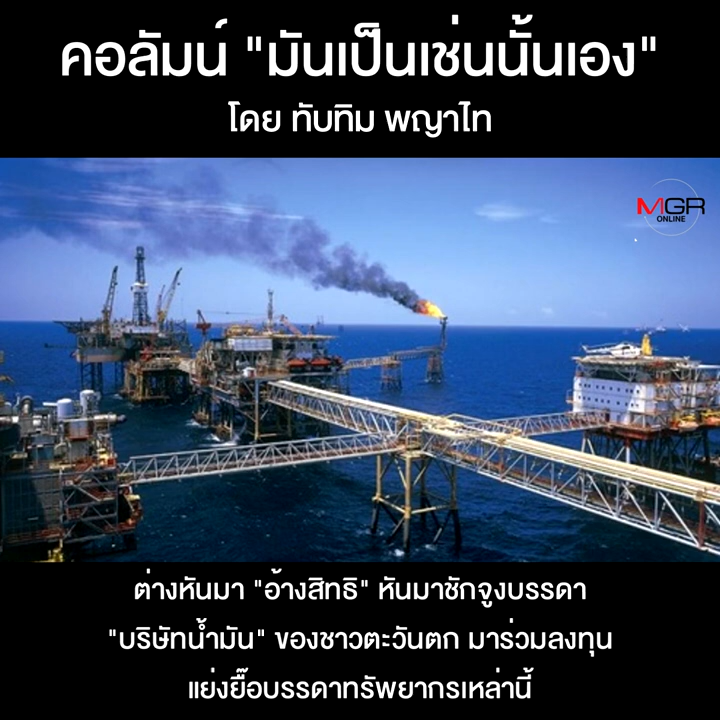 คอลัมน์ "มันเป็นเช่นนั้นเอง"
โดย ทับทิม พญาไท
MGR
ONLINE
ต่างหันมา "อ้างสิทธิ" หันมาชักจูงบรรดา
"บริษัทน้ำมัน" ของชาวตะวันตก มาร่วมลงทุน
แย่งยื๊อบรรดาทรัพยากรเหล่านี้